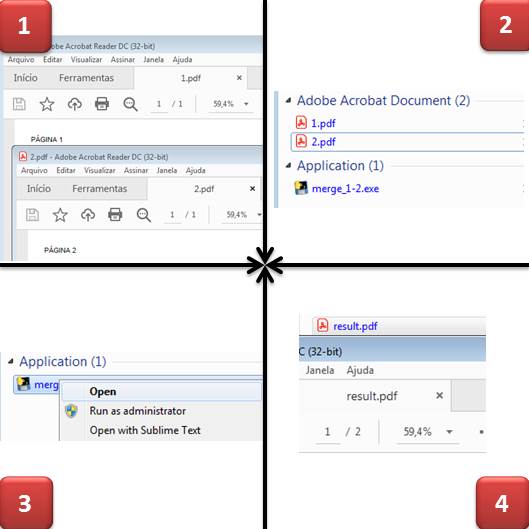 1
dobe Acrobat Reader DC (32-bit)
Arquivo Editar Visualizar Assinar Janela Ajuda
Início Ferramentas 1.pdf ×
1 / 1 59,4%
PÁGINA 1
2.pdf - Adobe Acrobat Reader DC (32-bit)
Arquivo Editar Visualizar Assinar Janela Ajuda
Início Ferramentas 2.pdf ×
1 / 1 59,4%
PÁGINA 2
2
Adobe Acrobat Document (2)
1.pdf
2.pdf
Application (1)
merge_1-2.exe
Application (1)
merg
Open
Run as administrator
Open with Sublime Text
3
result.pdf
C (32-bit)
Janela Ajuda
result.pdf ×
1 / 2 59,4%
4